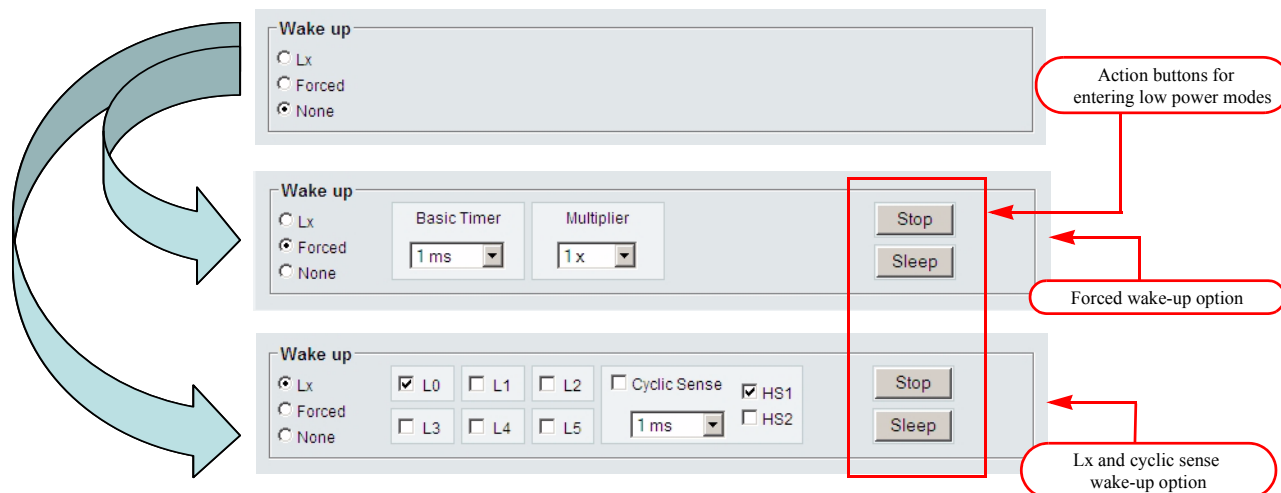 Wake up
Lx
Forced
None
Action buttons for
entering low power modes
Wake up
Lx
Forced
None
Basic Timer
1 ms
Multiplier
1 x
Stop
Sleep
Forced wake-up option
Wake up
Lx
Forced
None
L0
L1
L2
L3
L4
L5
Cyclic Sense
1 ms
HS1
HS2
Stop
Sleep
Lx and cyclic sense
wake-up option